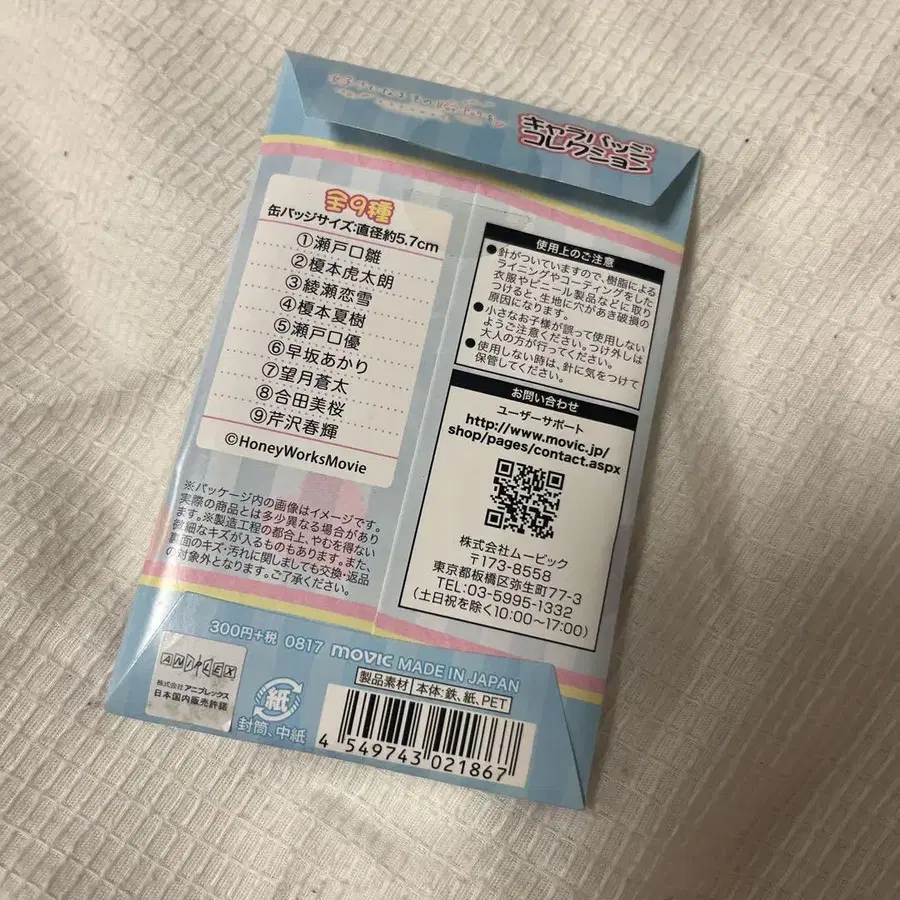 キャラバッジ
コレクション
全9種
缶バッジサイズ:直径約5.7cm
①瀬戸口雛
②榎本虎太朗
③綾瀬恋雪
④榎本夏樹
⑤瀬戸口優
⑥早坂あかり
⑦望月蒼太
⑧合田美桜
⑨芹沢春輝
©HoneyWorksMovie
※パッケージ内の画像はイメージです。
実際の商品とは多少異なる場合があり
ます。※製造工程の都合上、やむを得ない
微細なキズが入るものもあります。また、
裏面のキズ・汚れに関しましても交換・返品
の対象外となります。ご了承ください。
使用上のご注意
●針がついていますので、樹脂による
ライニングやコーティングをした
衣服やビニール製品などに取り
つけると、生地に穴があき破損の
原因になります。
●小さなお子様が誤って使用しない
ようご注意ください。つけ外しは
大人の方が行ってください。
●使用しない時は、針に気をつけて
保管してください。
お問い合わせ
ユーザーサポート
http://www.movic.jp/
shop/pages/contact.aspx
株式会社ムービック
〒173-8558
東京都板橋区弥生町77-3
TEL:03-5995-1332
(土日祝を除く10:00~17:00)
300円+税 0817 movic MADE IN JAPAN
製品素材 本体:鉄、紙、PET
ANIPLEX
株式会社 アニプレックス
日本国内販売許諾
紙
封筒、中紙
4 549743 021867